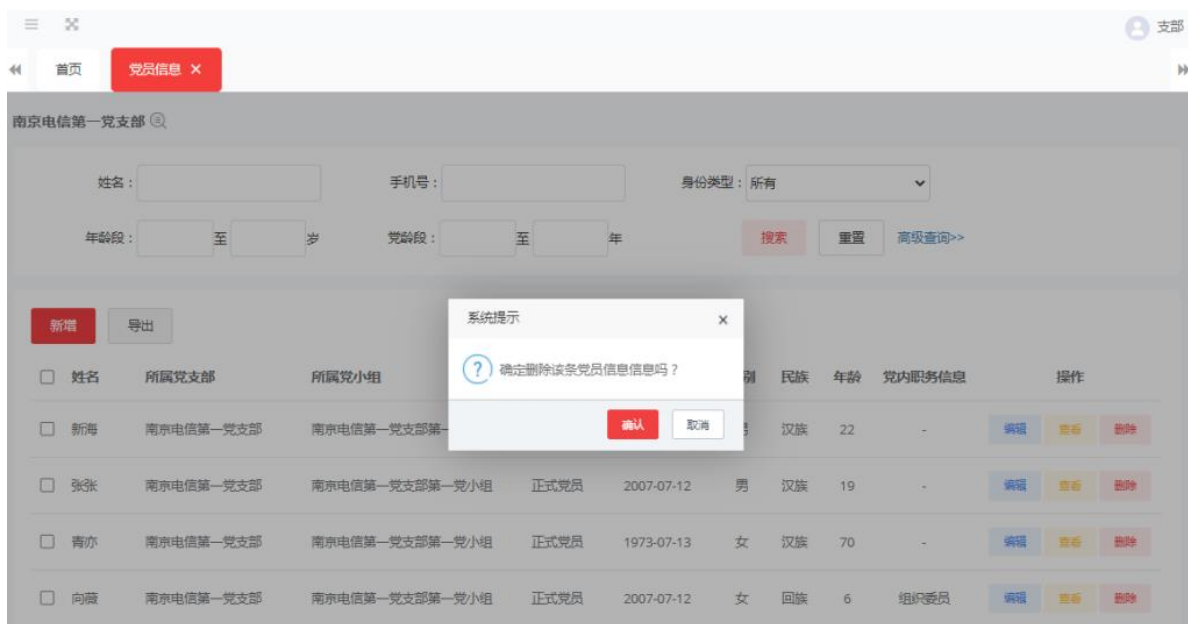 支部
首页 党员信息 ×
南京电信第一党支部
姓名： 手机号： 身份类型： 所有
年龄段： 至 岁 党龄段： 至 年 搜索 重置 高级查询>>
新增 导出
系统提示 ×
确定删除该条党员信息信息吗？
确认 取消
姓名 所属党支部 所属党小组 别 民族 年龄 党内职务信息 操作
新海 南京电信第一党支部 南京电信第一党支部第一 汉族 22 - 编辑 查看 删除
张张 南京电信第一党支部 南京电信第一党支部第一党小组 正式党员 2007-07-12 男 汉族 19 - 编辑 查看 删除
青亦 南京电信第一党支部 南京电信第一党支部第一党小组 正式党员 1973-07-13 女 汉族 70 - 编辑 查看 删除
向薇 南京电信第一党支部 南京电信第一党支部第一党小组 正式党员 2007-07-12 女 回族 6 组织委员 编辑 查看 删除